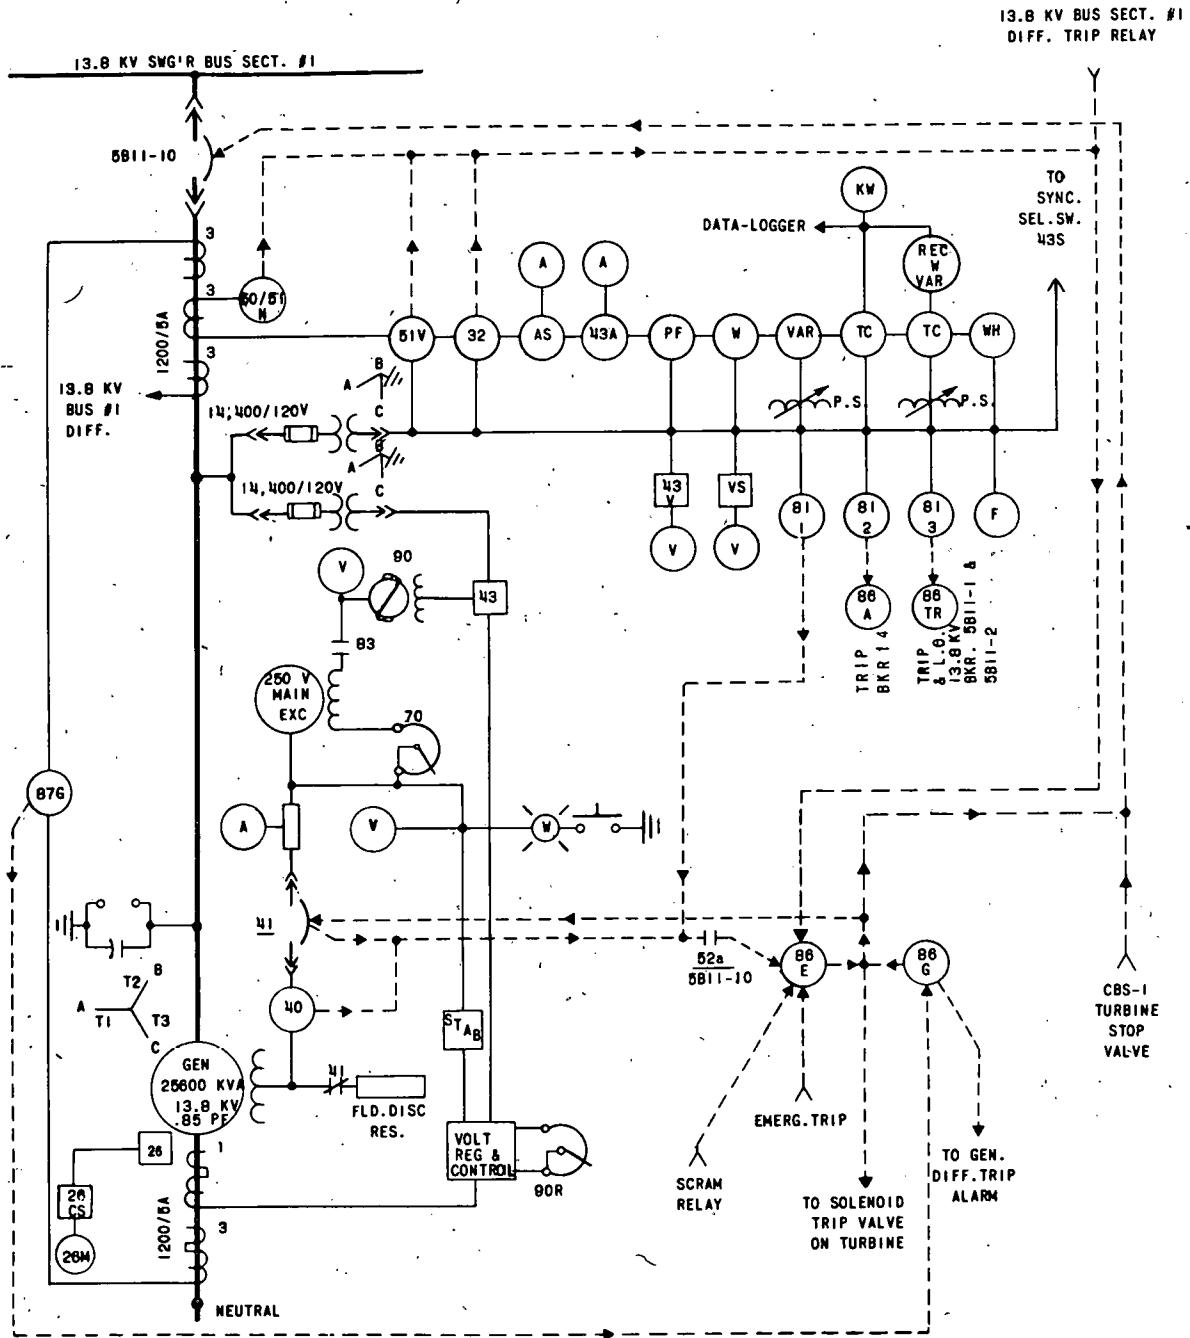 13.8 KV BUS SECT. #1
DIFF. TRIP RELAY
13.8 KV SWG'R BUS SECT. #1
5B11-10
TO
SYNC.
SEL.SW.
43S
KW
DATA-LOGGER
REC
W
VAR
3
A
A
3
50/51
N
1200/5A
51V
32
AS
43A
PF
W
VAR
TC
TC
WH
3
13.8 KV
BUS #1
DIFF.
B
A
C
P.S.
P.S.
14,400/120V
B
A
C
14,400/120V
43
V
VS
81
1
81
2
81
3
F
V
V
V
90
43
86
A
86
TR
TRIP
BKR 14
TRIP
& L.O.
13.8 KV
BKR. 5B11-1 &
5B11-2
83
250 V
MAIN
EXC
70
87G
A
V
W
41
52a
5B11-10
86
E
86
G
B
T2
A
T1
T3
C
40
STAB
CBS-1
TURBINE
STOP
VALVE
GEN
25600 KVA
13.8 KV
.85 PF
41
FLD.DISC
RES.
EMERG.TRIP
VOLT
REG &
CONTROL
90R
26
1
26
CS
26M
1200/5A
3
SCRAM
RELAY
TO SOLENOID
TRIP VALVE
ON TURBINE
TO GEN.
DIFF.TRIP
ALARM
NEUTRAL